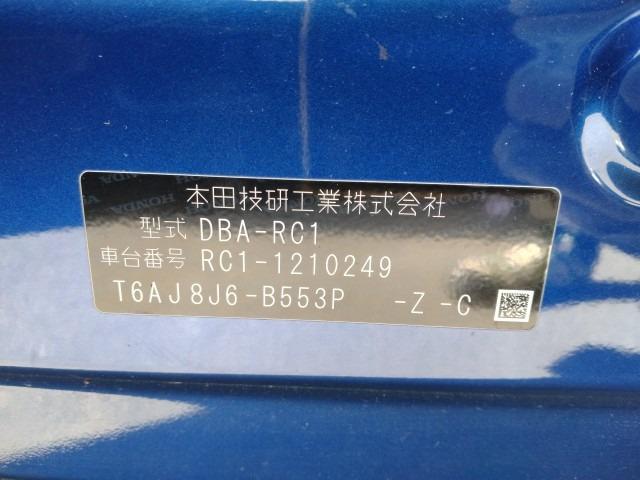 本田技研工業株式会社
型式 DBA-RC1
車台番号 RC1-1210249
T6AJ8J6-B553P -Z -C